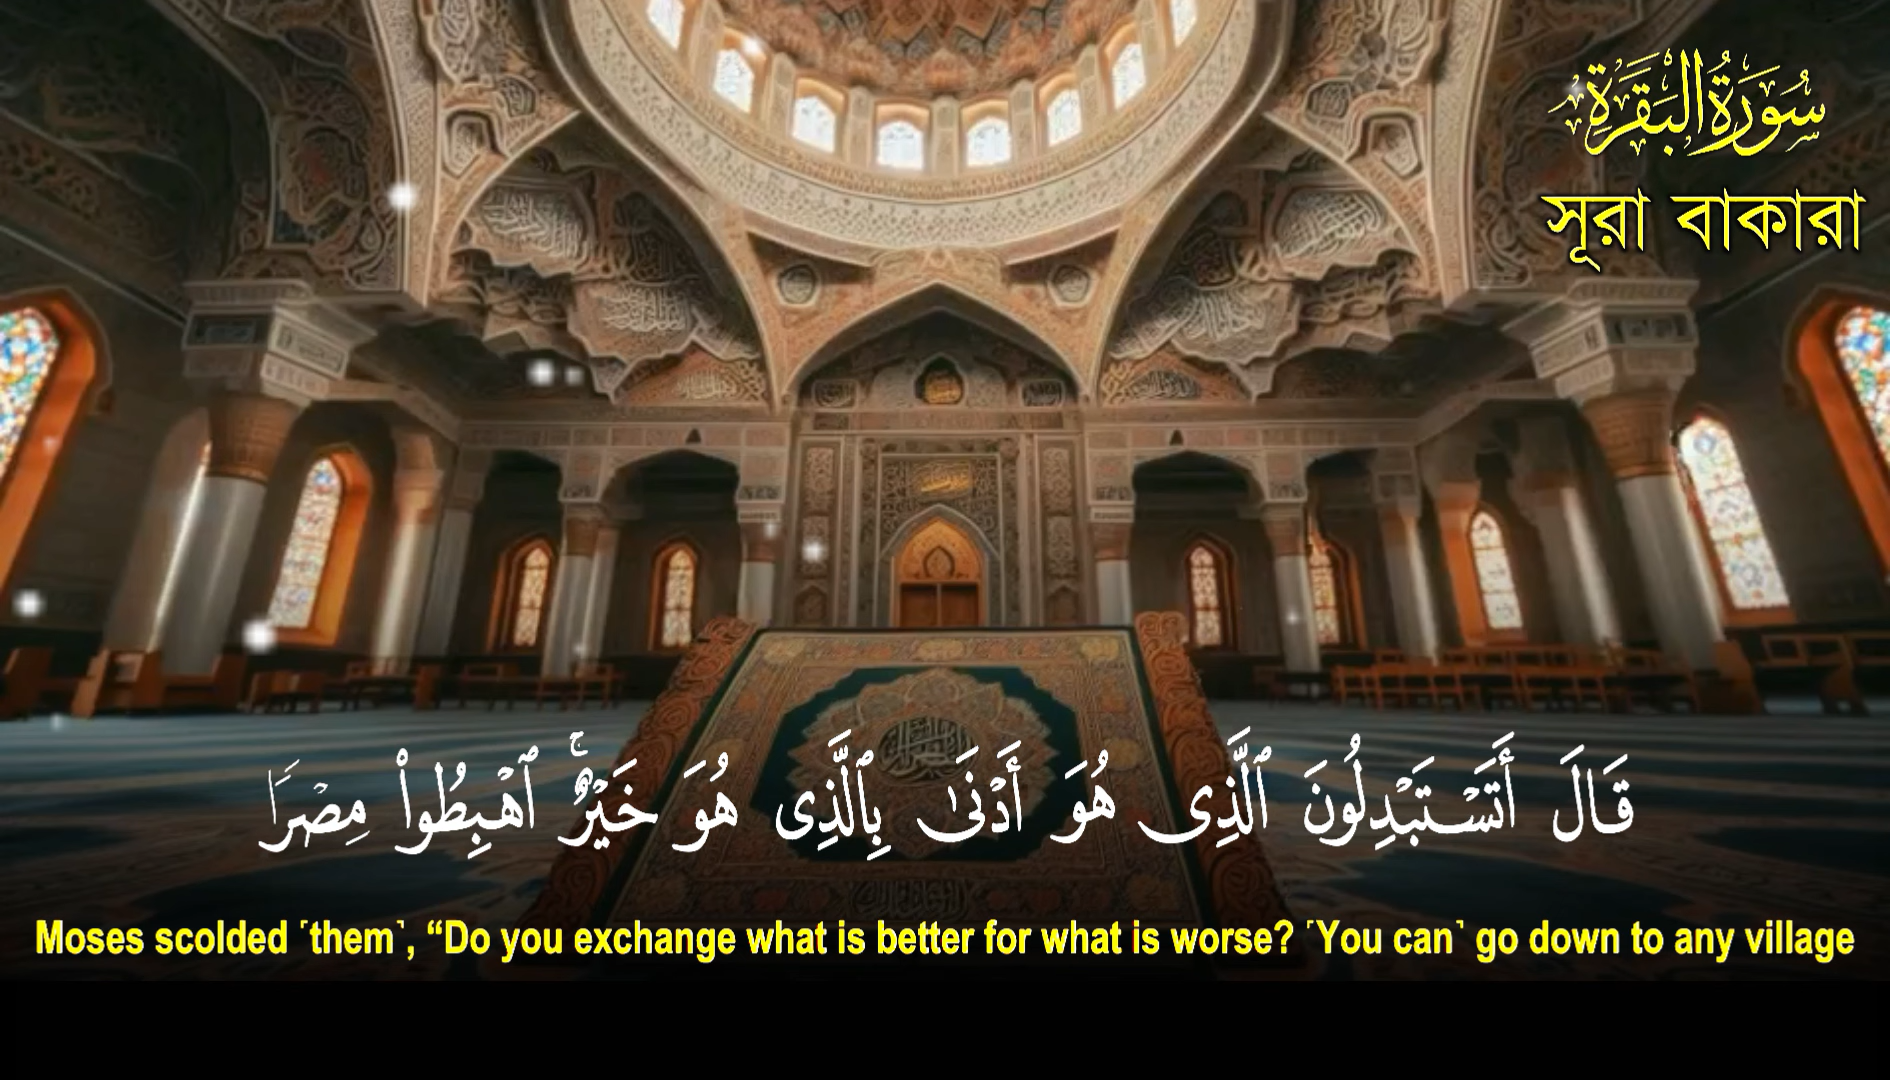 سُورَةُ البَقَرَةِ
সূরা বাকারা
قَالَ أَتَسْتَبْدِلُونَ ٱلَّذِى هُوَ أَدْنَىٰ بِٱلَّذِى هُوَ خَيْرٌ ۚ ٱهْبِطُوا۟ مِصْرًا
Moses scolded ˹them˺, “Do you exchange what is better for what is worse? ˹You can˺ go down to any village